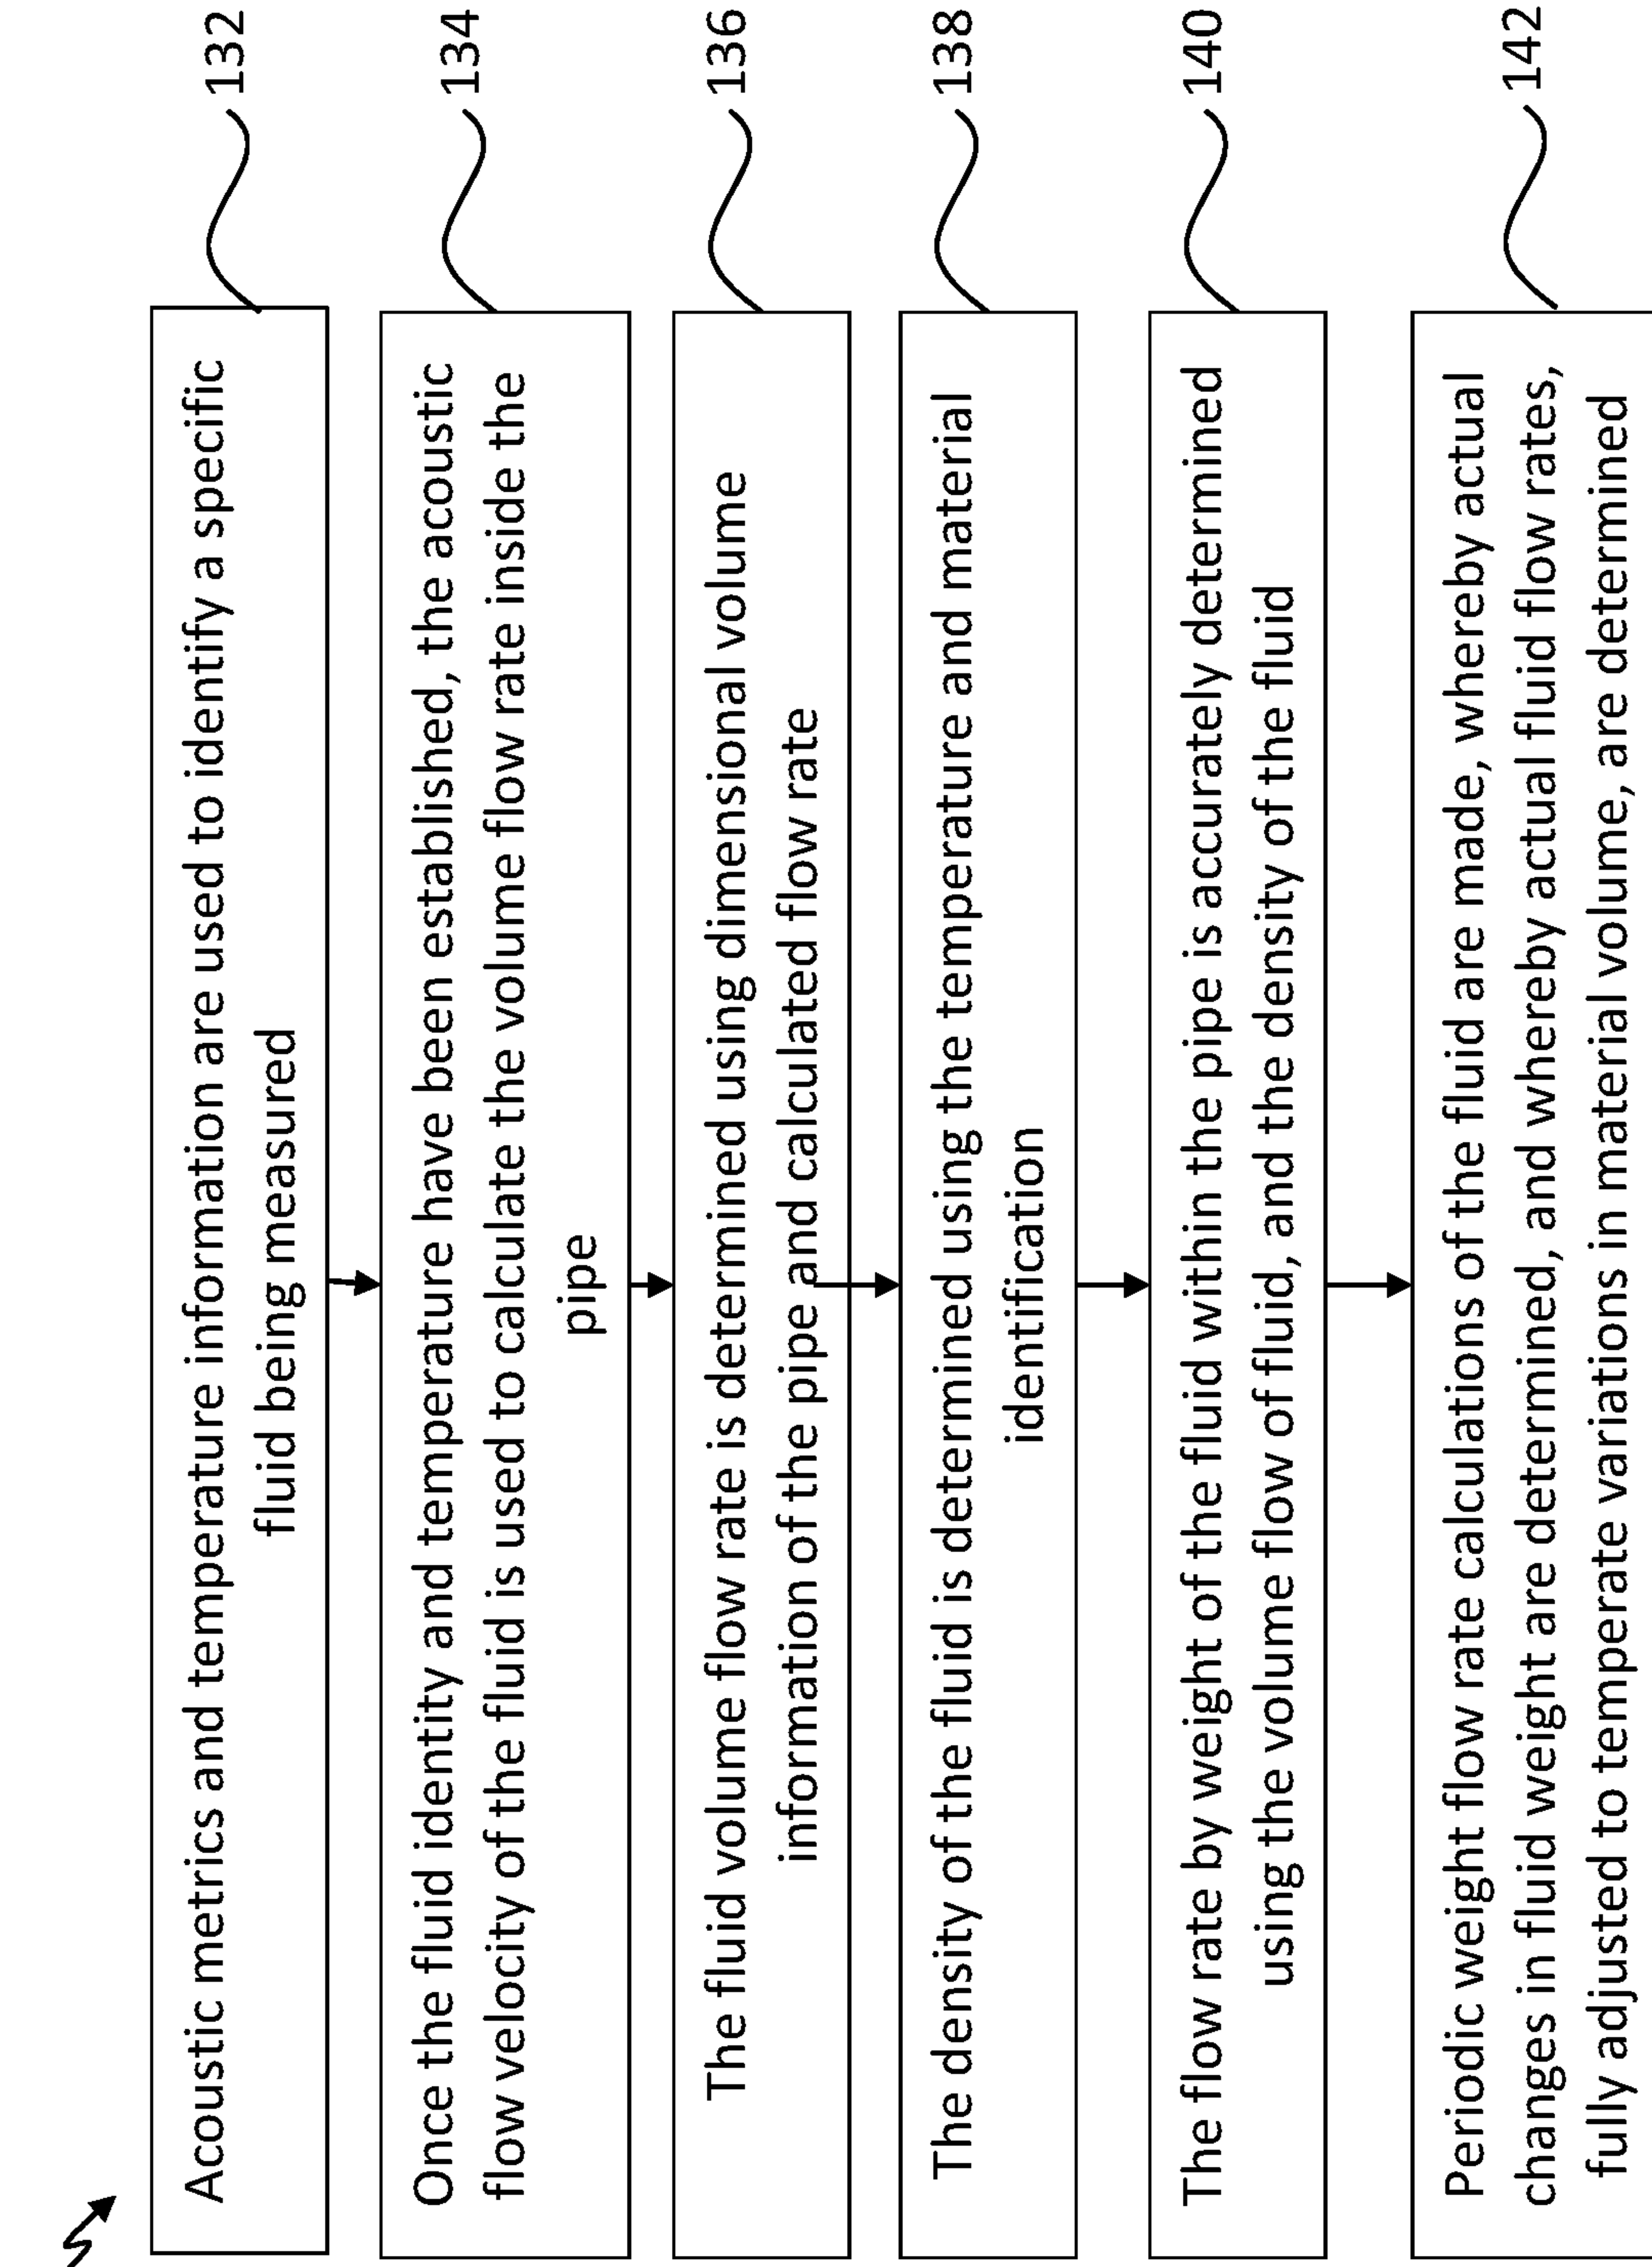 Acoustic metrics and temperature information are used to identify a specific
fluid being measured
132
Once the fluid identity and temperature have been established, the acoustic
flow velocity of the fluid is used to calculate the volume flow rate inside the
pipe
134
The fluid volume flow rate is determined using dimensional volume
information of the pipe and calculated flow rate
136
The density of the fluid is determined using the temperature and material
identification
138
The flow rate by weight of the fluid within the pipe is accurately determined
using the volume flow of fluid, and the density of the fluid
140
Periodic weight flow rate calculations of the fluid are made, whereby actual
changes in fluid weight are determined, and whereby actual fluid flow rates,
fully adjusted to temperate variations in material volume, are determined
142